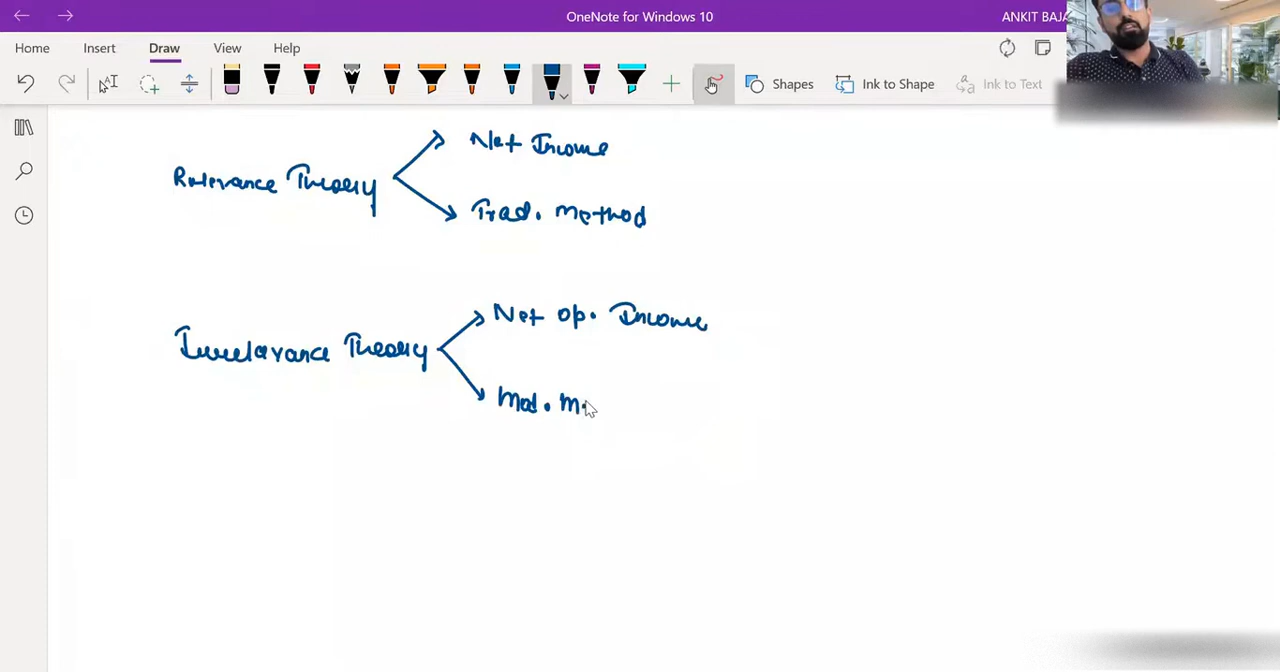 OneNote for Windows 10
ANKIT BAJA
Home Insert Draw View Help
Shapes Ink to Shape Ink to Text
Net Income
Relevance Theory
Trad. Method
Net op. Income
Irrelevance Theory
Mod. M.